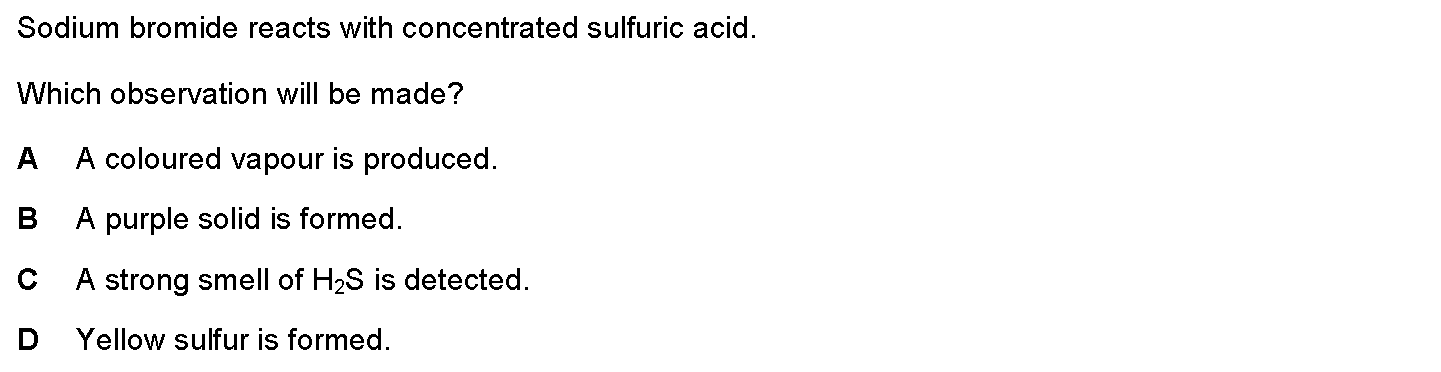 Sodium bromide reacts with concentrated sulfuric acid.
Which observation will be made?
A A coloured vapour is produced.
B A purple solid is formed.
C A strong smell of H₂S is detected.
D Yellow sulfur is formed.